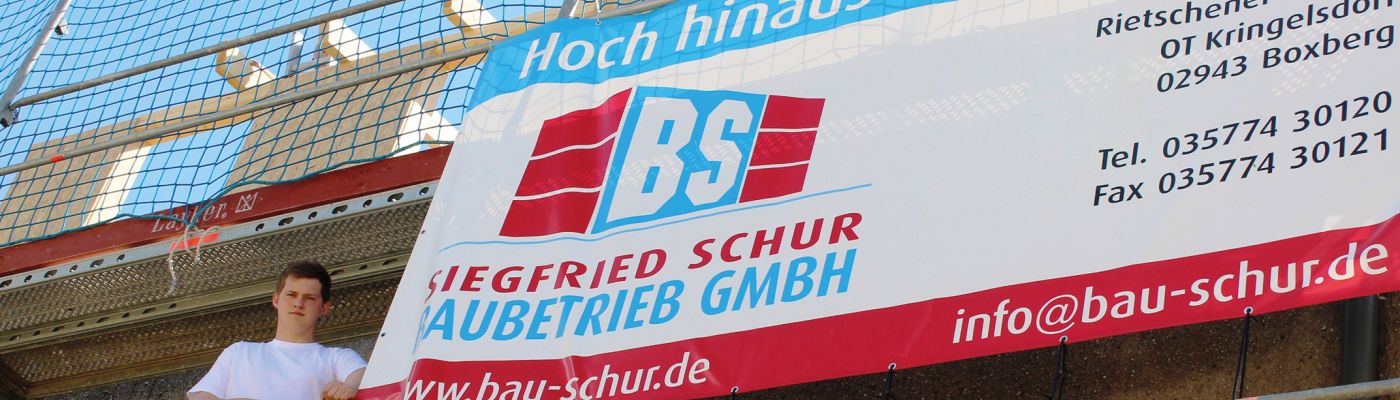 Hoch hinaus
Rietschener
OT Kringelsdorf
02943 Boxberg
BS
Tel. 035774 30120
Fax 035774 30121
Layher.
SIEGFRIED SCHUR
BAUBETRIEB GMBH
info@bau-schur.de
www.bau-schur.de